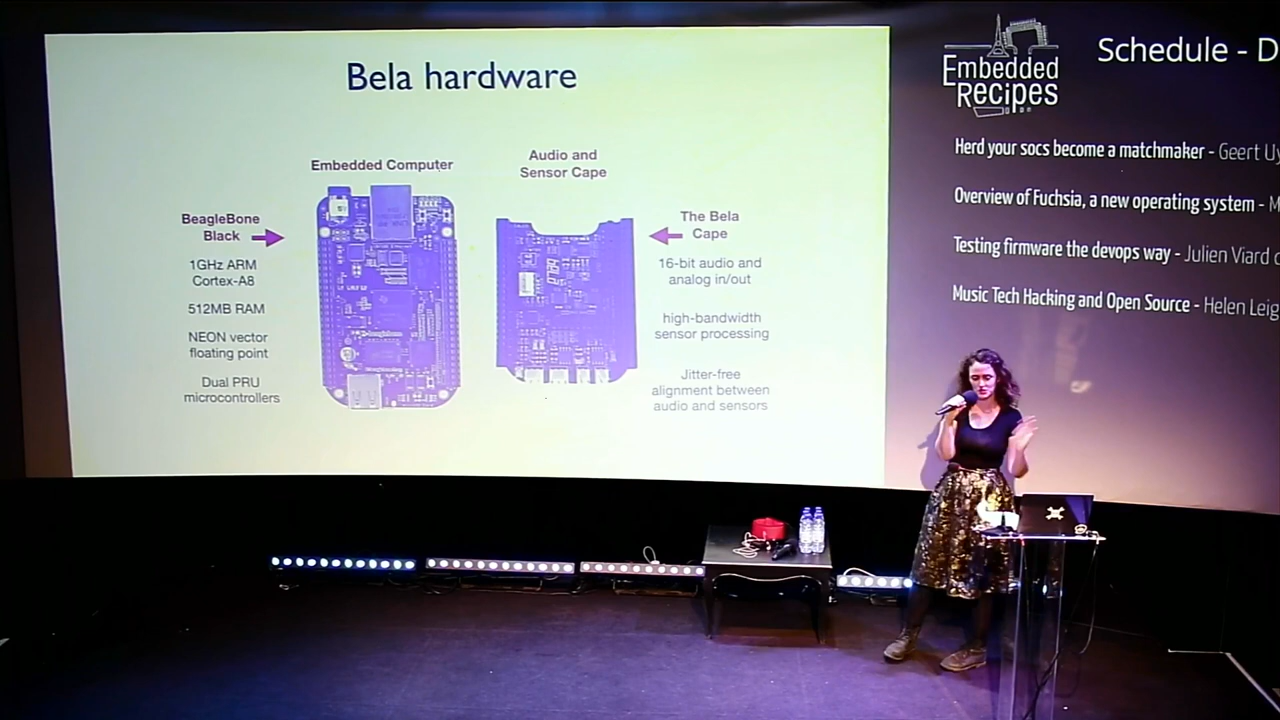 Bela hardware
Embedded Computer
Audio and
Sensor Cape
BeagleBone
Black
1GHz ARM
Cortex-A8
512MB RAM
NEON vector
floating point
Dual PRU
microcontrollers
The Bela
Cape
16-bit audio and
analog in/out
high-bandwidth
sensor processing
Jitter-free
alignment between
audio and sensors
Embedded
Recipes
Schedule - D
Herd your socs become a matchmaker - Geert Uy
Overview of Fuchsia, a new operating system - M
Testing firmware the devops way - Julien Viard d
Music Tech Hacking and Open Source - Helen Leig